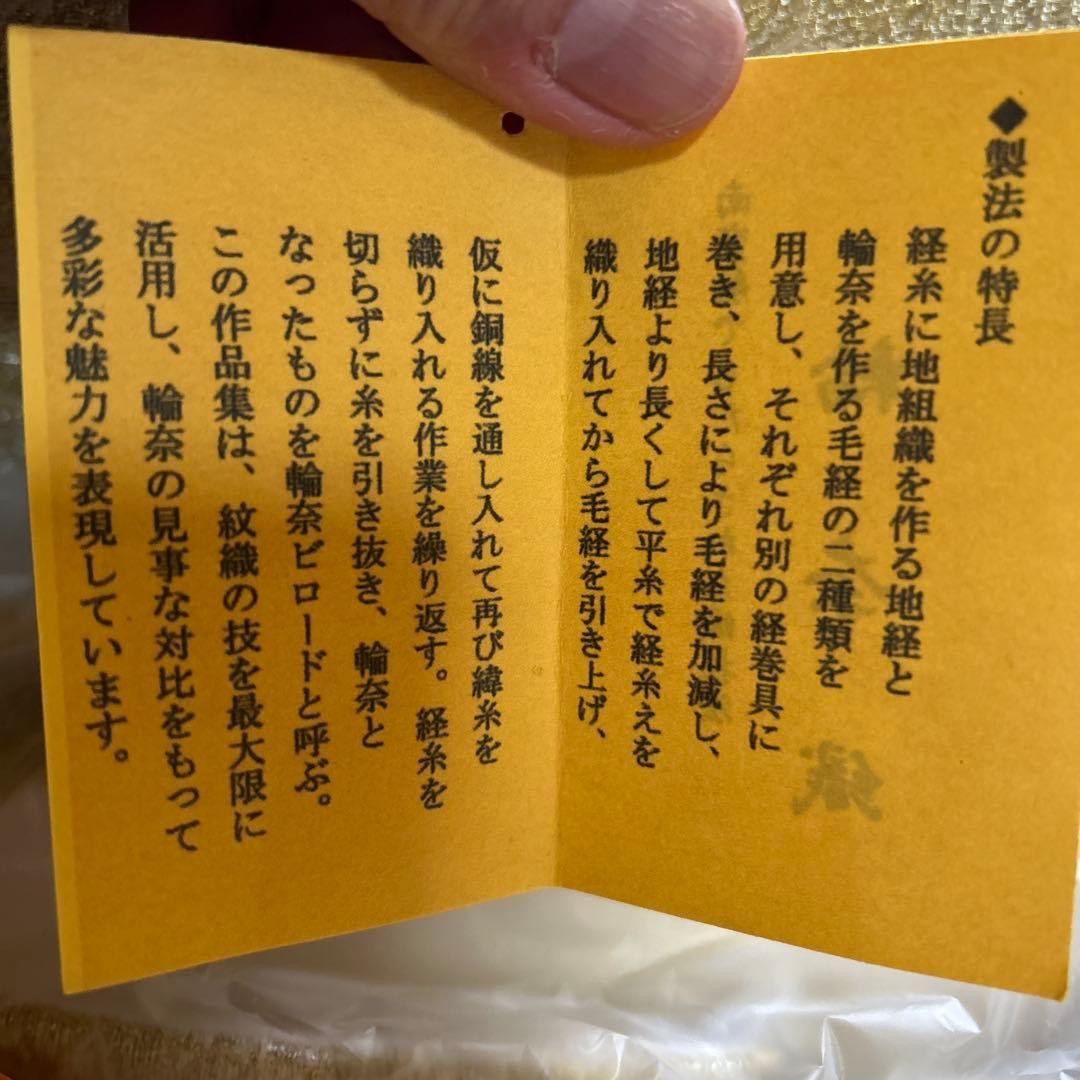 ◆製法の特長
経糸に地組織を作る地経と
輪奈を作る毛経の二種類を
用意し、それぞれ別の経巻具に
巻き、長さにより毛経を加減し、
地経より長くして平糸で経糸えを
織り入れてから毛経を引き上げ、
仮に銅線を通し入れて再び緯糸を
織り入れる作業を繰り返す。経糸を
切らずに糸を引き抜き、輪奈と
なったものを輪奈ビロードと呼ぶ。
この作品集は、紋織の技を最大限に
活用し、輪奈の見事な対比をもって
多彩な魅力を表現しています。